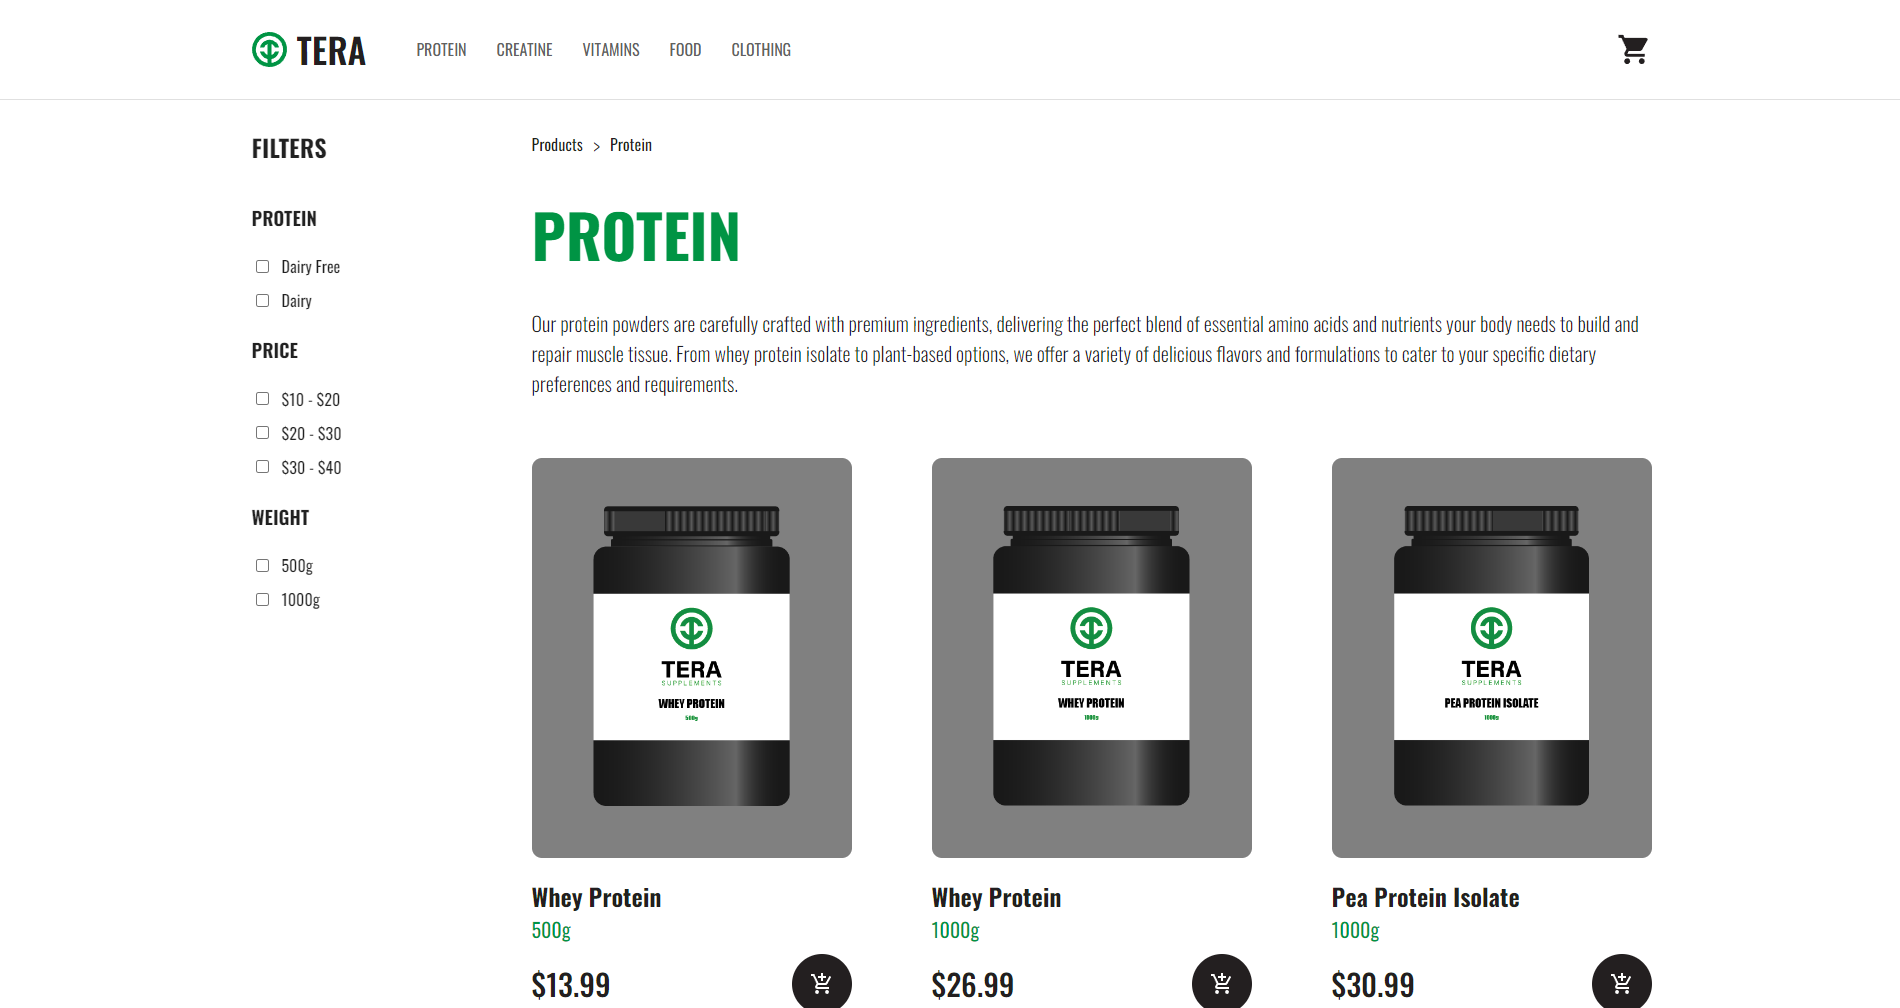 TERA
PROTEIN CREATINE VITAMINS FOOD CLOTHING
FILTERS
PROTEIN
Dairy Free
Dairy
PRICE
$10 - $20
$20 - $30
$30 - $40
WEIGHT
500g
1000g
Products > Protein
PROTEIN
Our protein powders are carefully crafted with premium ingredients, delivering the perfect blend of essential amino acids and nutrients your body needs to build and
repair muscle tissue. From whey protein isolate to plant-based options, we offer a variety of delicious flavors and formulations to cater to your specific dietary
preferences and requirements.
TERA
SUPPLEMENTS
WHEY PROTEIN
500g
Whey Protein
500g
$13.99
TERA
SUPPLEMENTS
WHEY PROTEIN
1000g
Whey Protein
1000g
$26.99
TERA
SUPPLEMENTS
PEA PROTEIN ISOLATE
1000g
Pea Protein Isolate
1000g
$30.99